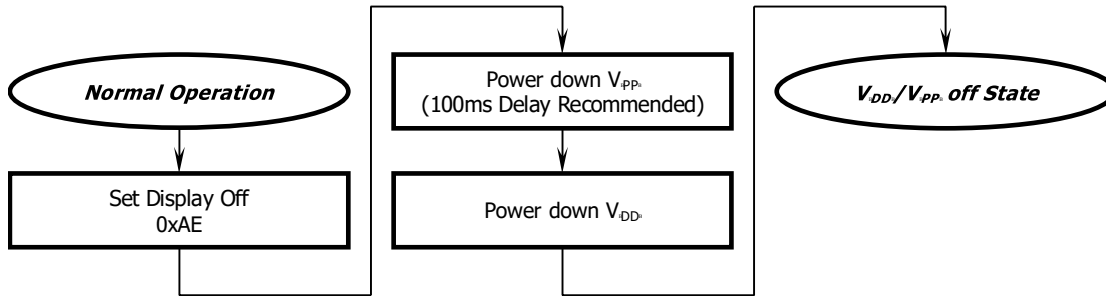 Normal Operation
Set Display Off
0xAE
Power down VPP
(100ms Delay Recommended)
Power down VDD
VDD/VPP off State